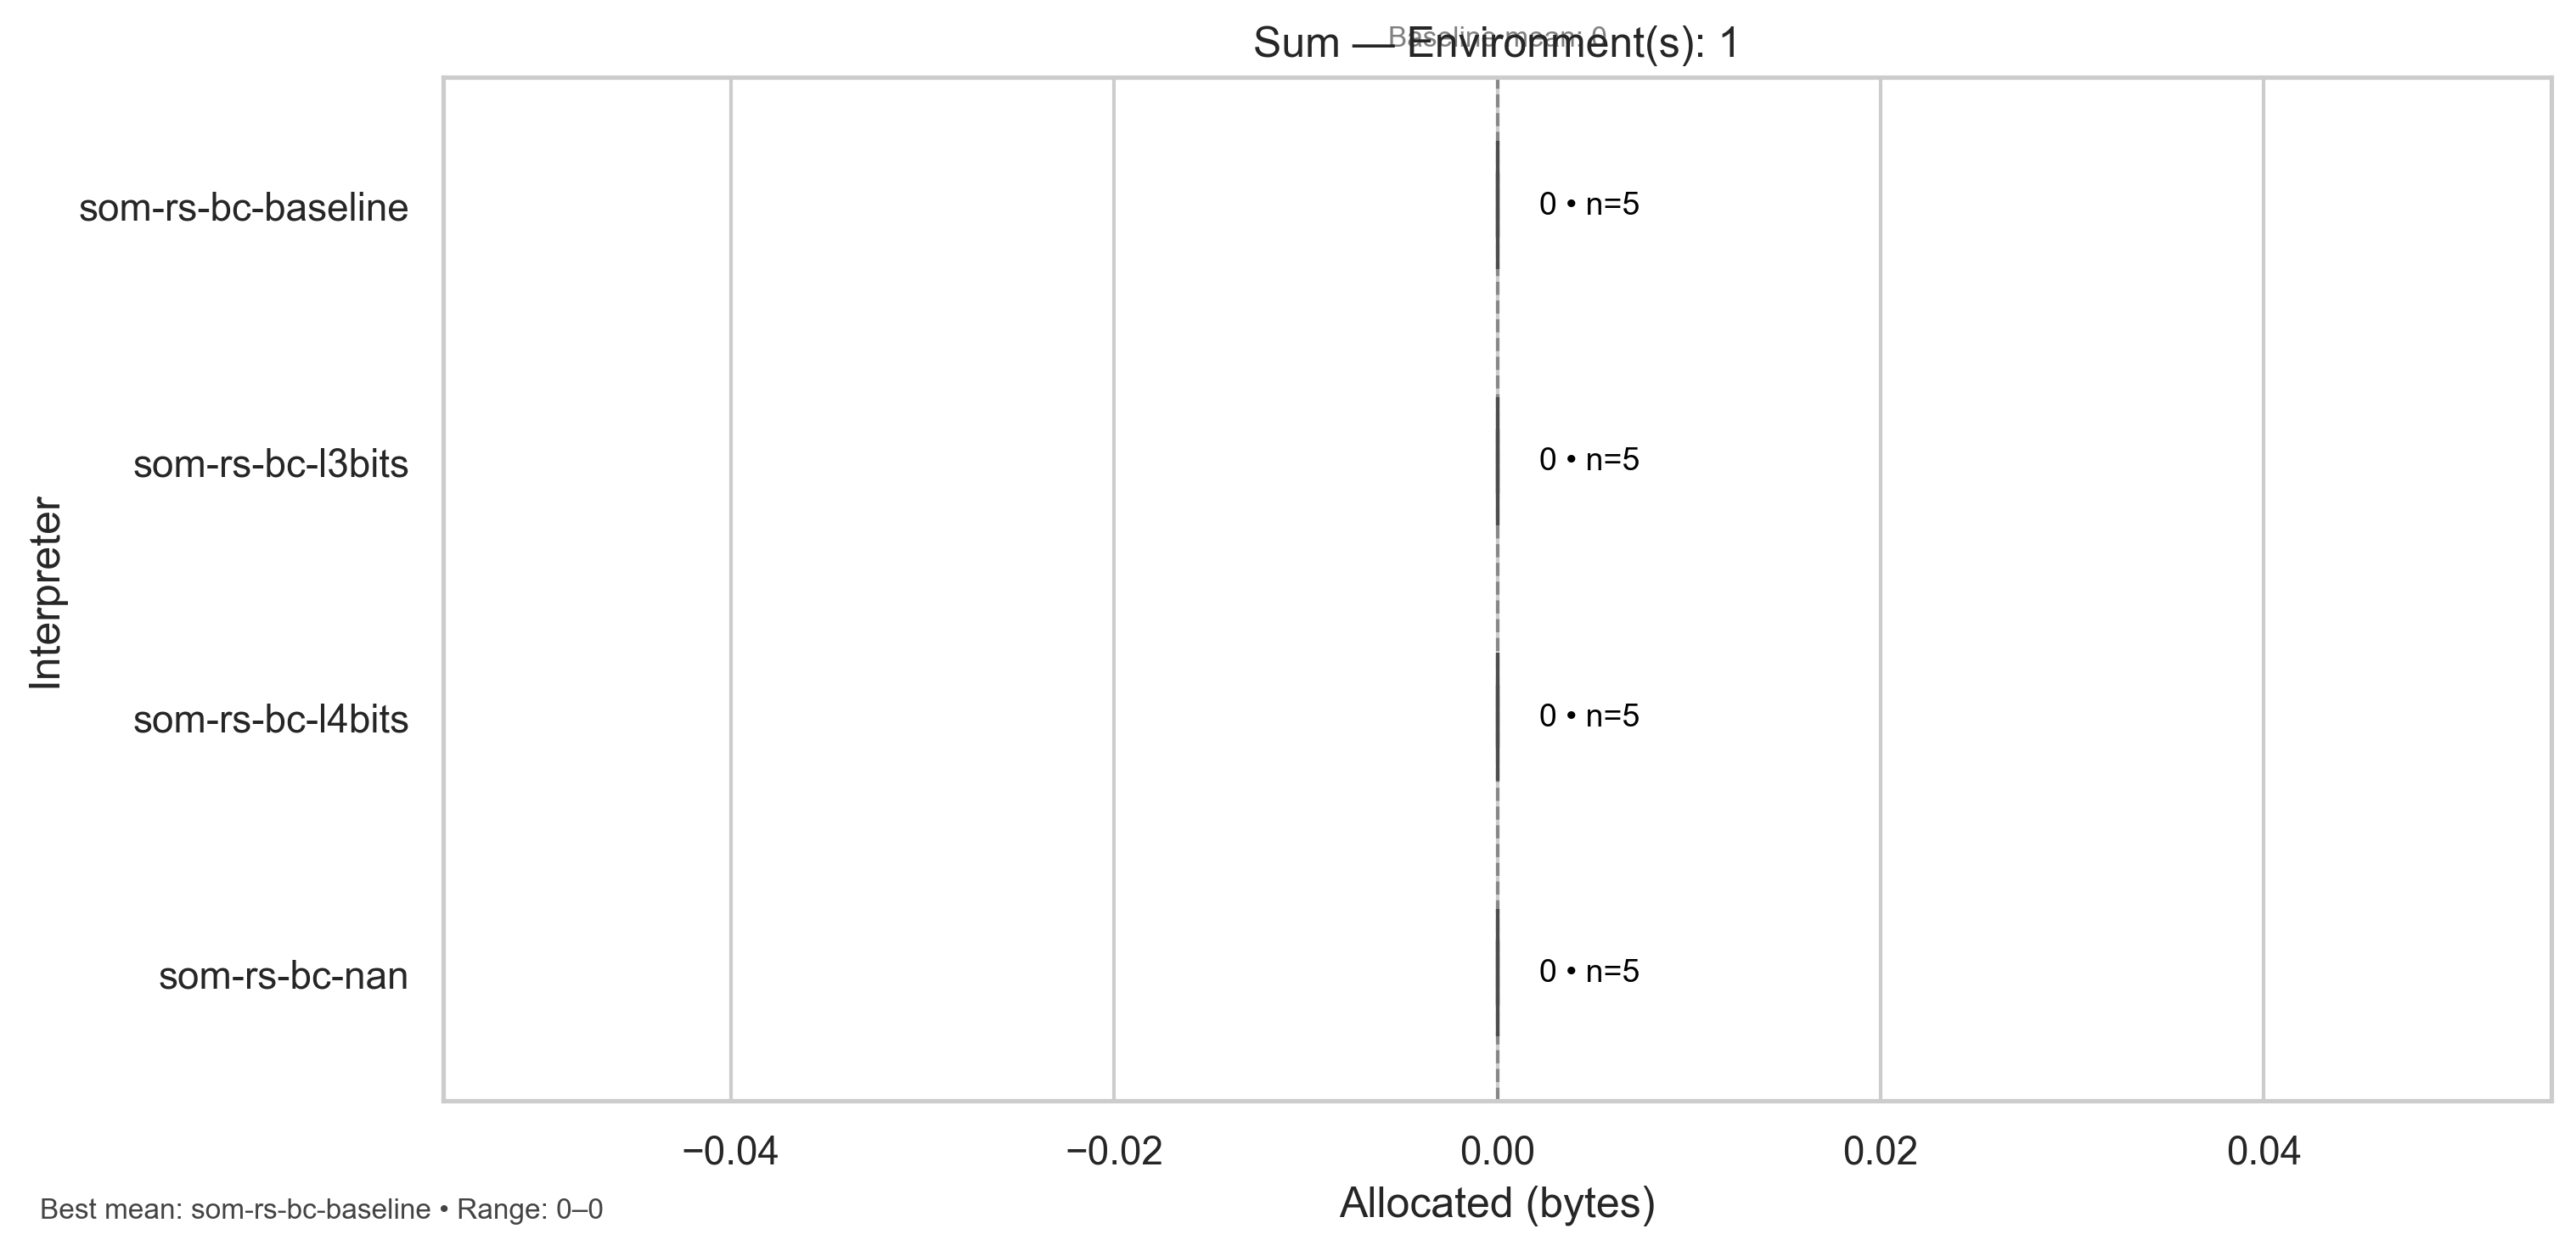 Baseline mean: 0
Sum — Environment(s): 1
som-rs-bc-baseline
0 • n=5
som-rs-bc-l3bits
0 • n=5
som-rs-bc-l4bits
0 • n=5
som-rs-bc-nan
0 • n=5
Interpreter
−0.04
−0.02
0.00
0.02
0.04
Allocated (bytes)
Best mean: som-rs-bc-baseline • Range: 0–0